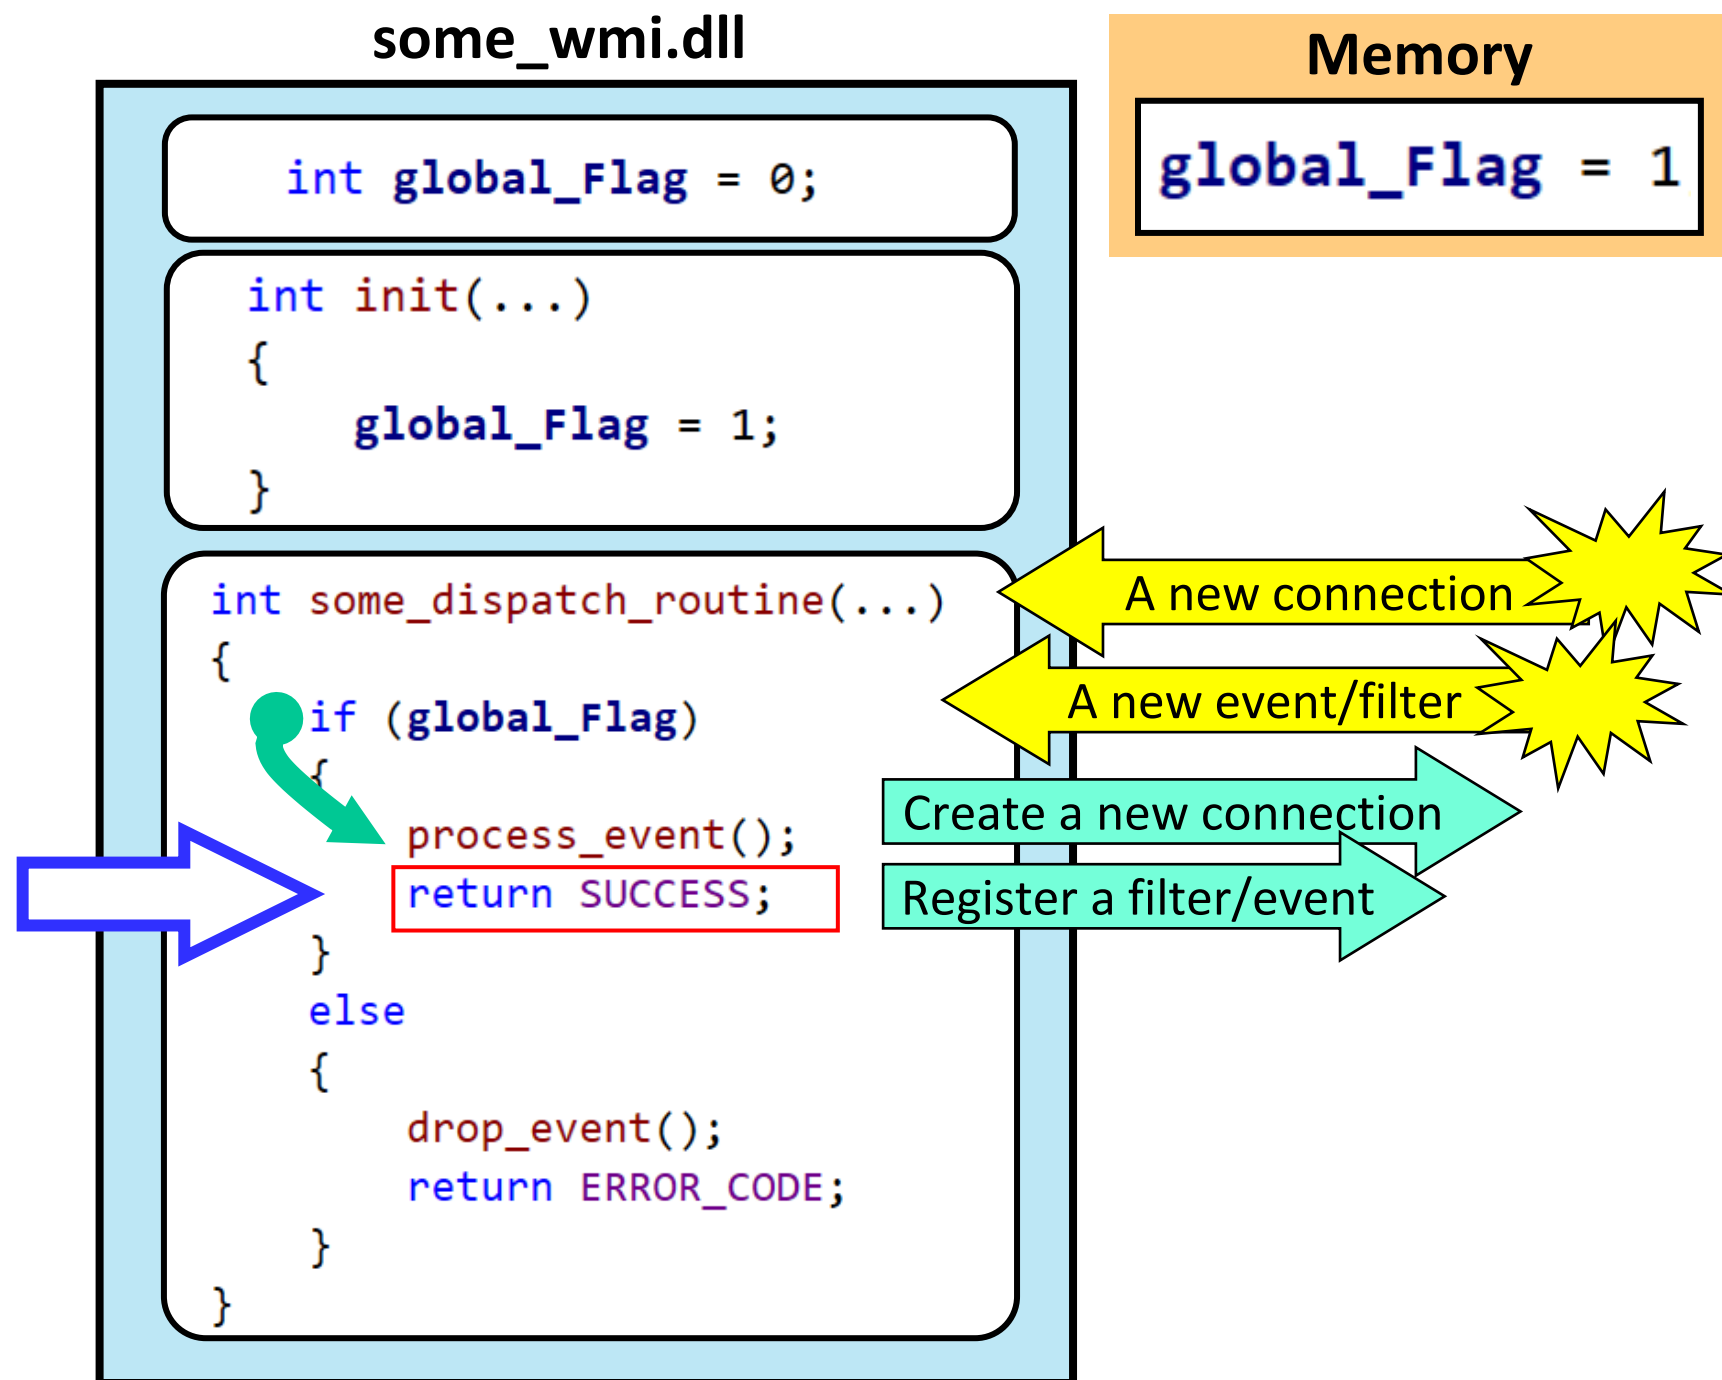 some_wmi.dll
Memory
int global_Flag = 0;
global_Flag = 1
int init(...)
{
global_Flag = 1;
}
int some_dispatch_routine(...)
{
if (global_Flag)
{
process_event();
return SUCCESS;
}
else
{
drop_event();
return ERROR_CODE;
}
}
A new connection
A new event/filter
Create a new connection
Register a filter/event